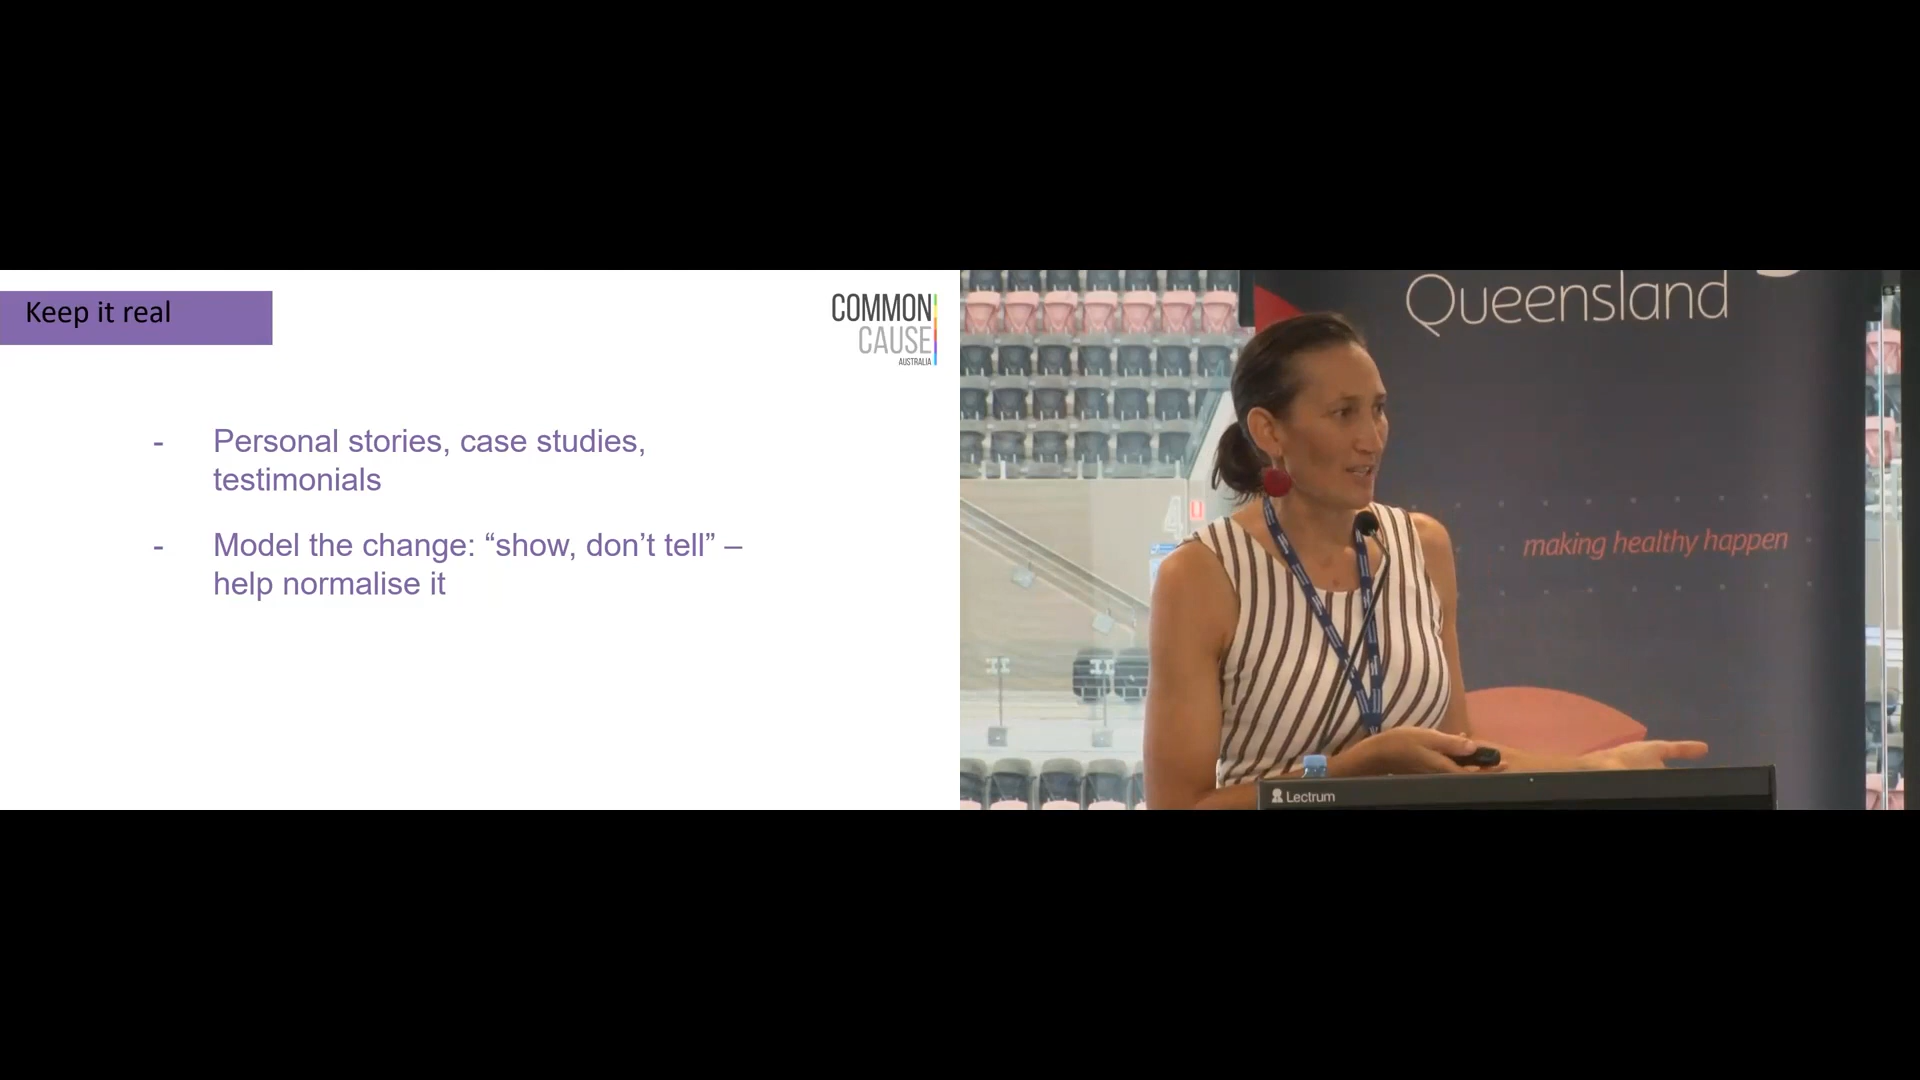 Keep it real
COMMON
CAUSE
AUSTRALIA
- Personal stories, case studies,
testimonials
- Model the change: “show, don’t tell” –
help normalise it
Queensland
4
making healthy happen
Lectrum